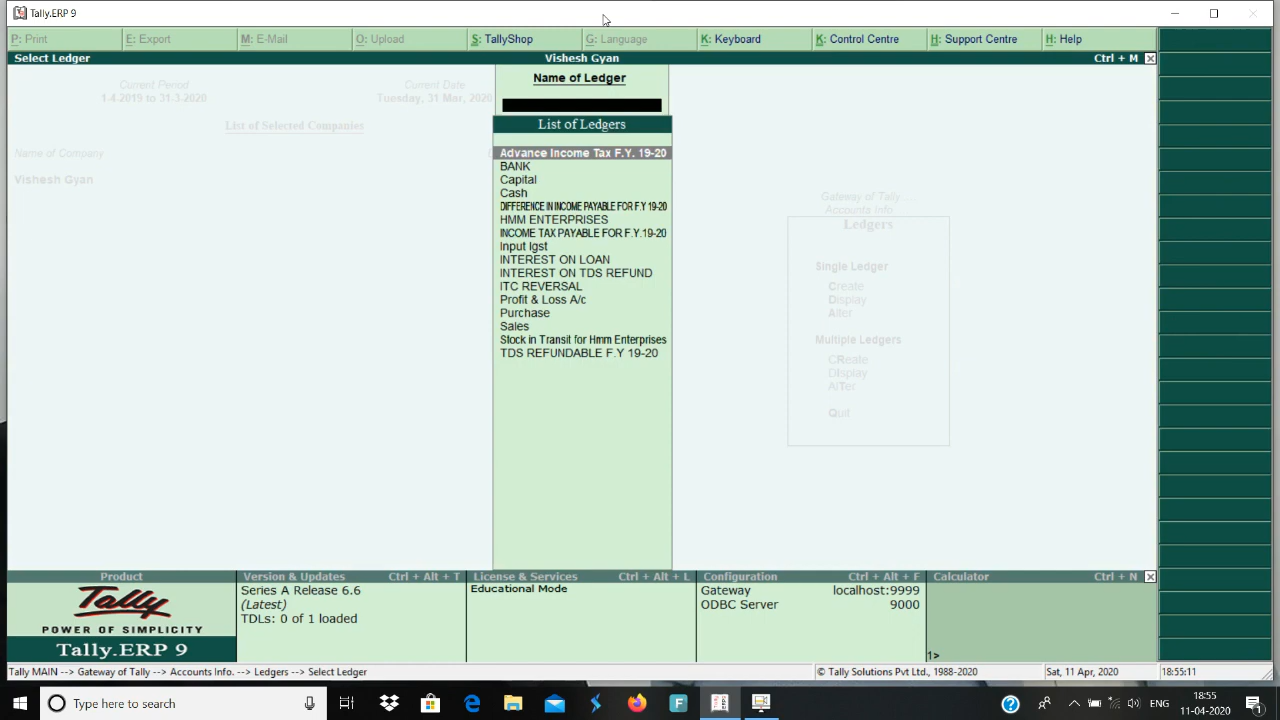 Tally.ERP 9
P: Print
E: Export
M: E-Mail
O: Upload
S: TallyShop
G: Language
K: Keyboard
K: Control Centre
H: Support Centre
H: Help
Select Ledger
Vishesh Gyan
Ctrl + M
Current Period
1-4-2019 to 31-3-2020
Current Date
Tuesday, 31 Mar, 2020
List of Selected Companies
Name of Company
Vishesh Gyan
Name of Ledger
List of Ledgers
Advance Income Tax F.Y. 19-20
BANK
Capital
Cash
DIFFERENCE IN INCOME PAYABLE FOR F.Y 19-20
HMM ENTERPRISES
INCOME TAX PAYABLE FOR F.Y.19-20
Input Igst
INTEREST ON LOAN
INTEREST ON TDS REFUND
ITC REVERSAL
Profit & Loss A/c
Purchase
Sales
Stock in Transit for Hmm Enterprises
TDS REFUNDABLE F.Y 19-20
Gateway of Tally...
Accounts Info.
Ledgers
Single Ledger
Create
Display
Alter
Multiple Ledgers
CReate
DIsplay
AlTer
Quit
Product
Tally
POWER OF SIMPLICITY
Tally.ERP 9
Version & Updates
Ctrl + Alt + T
Series A Release 6.6
(Latest)
TDLs: 0 of 1 loaded
License & Services
Ctrl + Alt + L
Educational Mode
Configuration
Ctrl + Alt + F
Gateway
localhost:9999
ODBC Server
9000
Calculator
Ctrl + N
1>
Tally MAIN --> Gateway of Tally --> Accounts Info. --> Ledgers --> Select Ledger
© Tally Solutions Pvt Ltd., 1988-2020
Sat, 11 Apr, 2020
18:55:11
Type here to search
ENG
18:55
11-04-2020